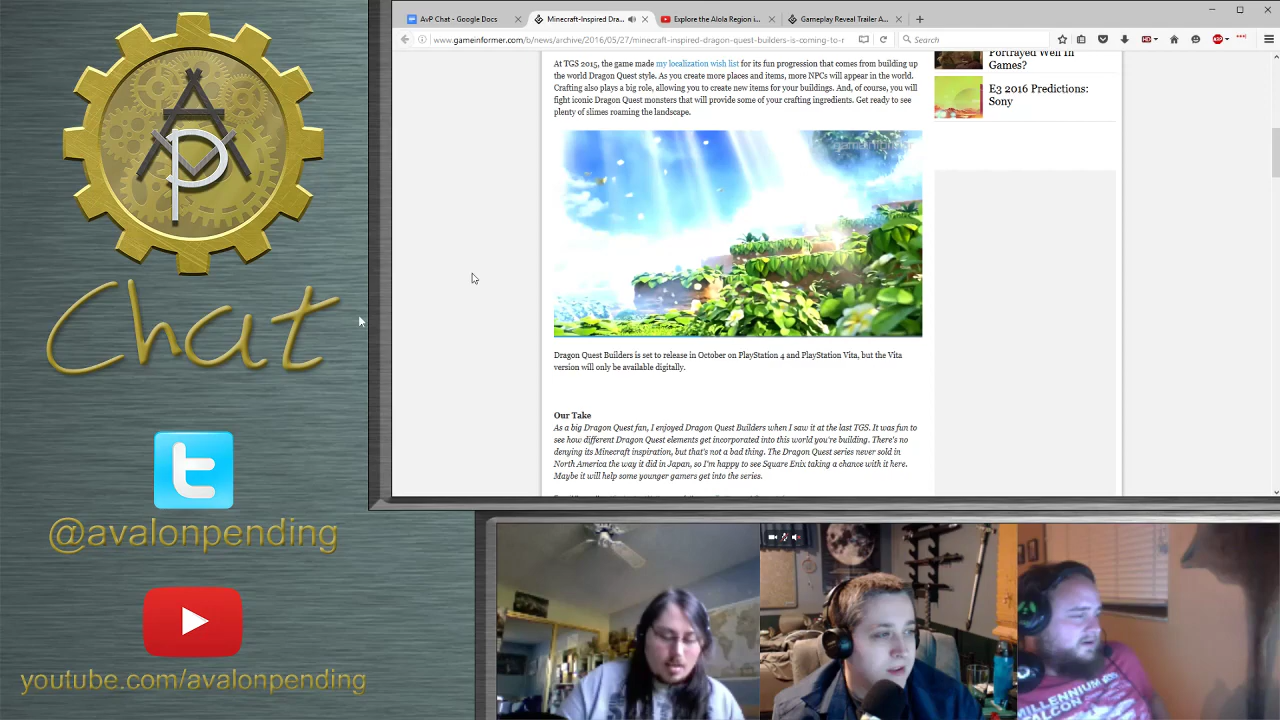 AvP Chat - Google Docs
Minecraft-Inspired Dra...
Explore the Alola Region i...
Gameplay Reveal Trailer A...
www.gameinformer.com/b/news/archive/2016/05/27/minecraft-inspired-dragon-quest-builders-is-coming-to-r
Search
At TGS 2015, the game made my localization wish list for its fun progression that comes from building up
the world Dragon Quest style. As you create more places and items, more NPCs will appear in the world.
Crafting also plays a big role, allowing you to create new items for your buildings. And, of course, you will
fight iconic Dragon Quest monsters that will provide some of your crafting ingredients. Get ready to see
plenty of slimes roaming the landscape.
gameinformer
Portrayed Well In
Games?
E3 2016 Predictions:
Sony
Dragon Quest Builders is set to release in October on PlayStation 4 and PlayStation Vita, but the Vita
version will only be available digitally.
Our Take
As a big Dragon Quest fan, I enjoyed Dragon Quest Builders when I saw it at the last TGS. It was fun to
see how different Dragon Quest elements get incorporated into this world you're building. There's no
denying its Minecraft inspiration, but that's not a bad thing. The Dragon Quest series never sold in
North America the way it did in Japan, so I'm happy to see Square Enix taking a chance with it here.
Maybe it will help some younger gamers get into the series.
Chat
@avalonpending
youtube.com/avalonpending
MILLENNIUM
FALCON